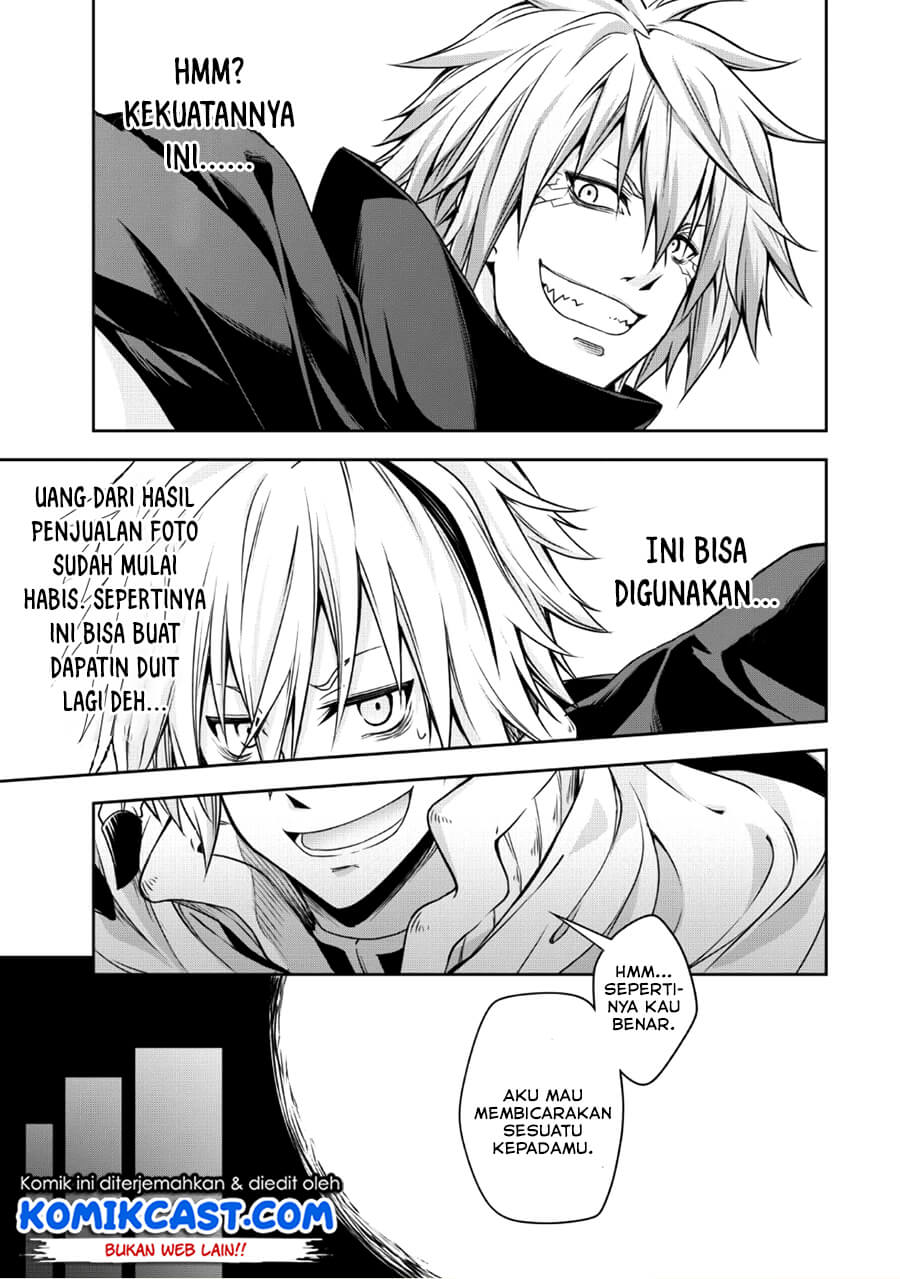 HMM?
KEKUATANNYA
INI......
INI BISA
DIGUNAKAN...
UANG DARI HASIL
PENJUALAN FOTO
SUDAH MULAI
HABIS. SEPERTINYA
INI BISA BUAT
DAPATIN DUIT
LAGI DEH...
HMM...
SEPERTI-
NYA KAU
BENAR.
AKU MAU
MEMBICARAKAN
SESUATU
KEPADAMU.
Komik ini diterjemahkan & diedit oleh
KOMIKCAST.COM
BUKAN WEB LAIN!!